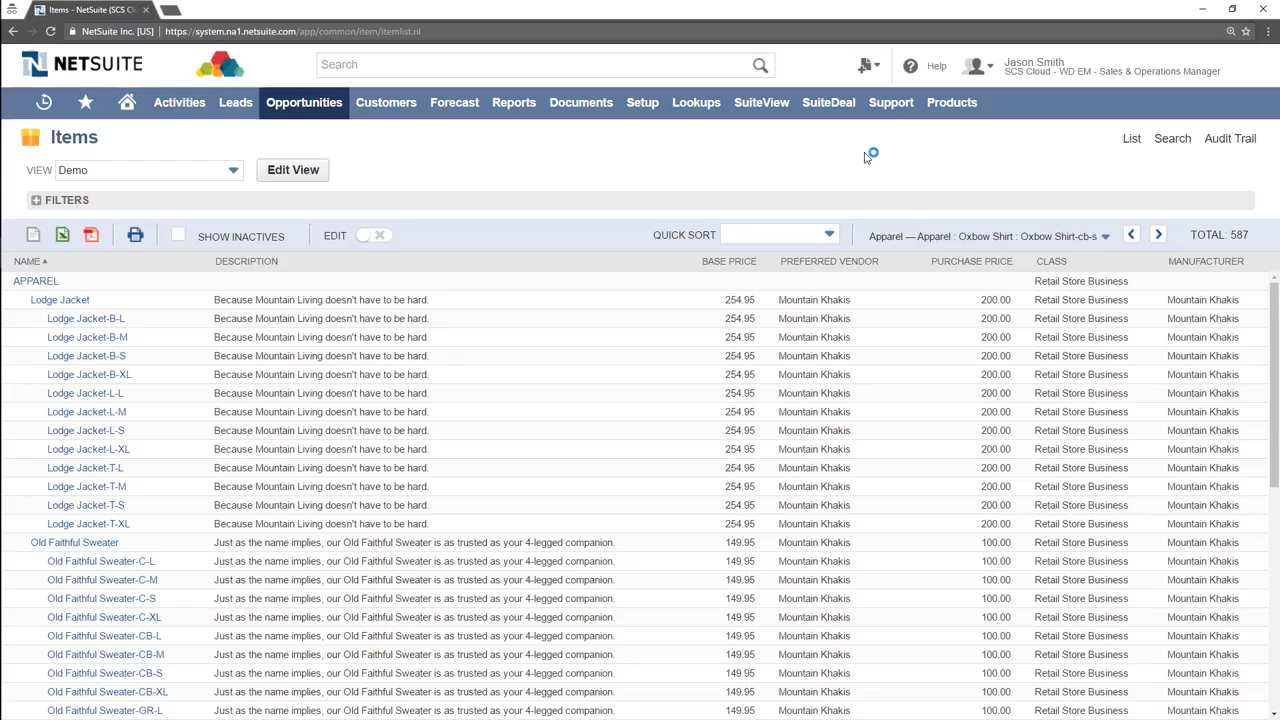 Items - NetSuite (SCS Cl
NetSuite Inc. [US] https://system.na1.netsuite.com/app/common/item/itemlist.nl
NETSUITE
Search
Help
Jason Smith
SCS Cloud - WD EM - Sales & Operations Manager
Activities Leads Opportunities Customers Forecast Reports Documents Setup Lookups SuiteView SuiteDeal Support Products
Items
List Search Audit Trail
VIEW Demo Edit View
FILTERS
SHOW INACTIVES EDIT QUICK SORT Apparel — Apparel : Oxbow Shirt : Oxbow Shirt-cb-s TOTAL: 587
NAME DESCRIPTION BASE PRICE PREFERRED VENDOR PURCHASE PRICE CLASS MANUFACTURER
APPAREL Retail Store Business
Lodge Jacket Because Mountain Living doesn't have to be hard. 254.95 Mountain Khakis 200.00 Retail Store Business Mountain Khakis
Lodge Jacket-B-L Because Mountain Living doesn't have to be hard. 254.95 Mountain Khakis 200.00 Retail Store Business Mountain Khakis
Lodge Jacket-B-M Because Mountain Living doesn't have to be hard. 254.95 Mountain Khakis 200.00 Retail Store Business Mountain Khakis
Lodge Jacket-B-S Because Mountain Living doesn't have to be hard. 254.95 Mountain Khakis 200.00 Retail Store Business Mountain Khakis
Lodge Jacket-B-XL Because Mountain Living doesn't have to be hard. 254.95 Mountain Khakis 200.00 Retail Store Business Mountain Khakis
Lodge Jacket-L-L Because Mountain Living doesn't have to be hard. 254.95 Mountain Khakis 200.00 Retail Store Business Mountain Khakis
Lodge Jacket-L-M Because Mountain Living doesn't have to be hard. 254.95 Mountain Khakis 200.00 Retail Store Business Mountain Khakis
Lodge Jacket-L-S Because Mountain Living doesn't have to be hard. 254.95 Mountain Khakis 200.00 Retail Store Business Mountain Khakis
Lodge Jacket-L-XL Because Mountain Living doesn't have to be hard. 254.95 Mountain Khakis 200.00 Retail Store Business Mountain Khakis
Lodge Jacket-T-L Because Mountain Living doesn't have to be hard. 254.95 Mountain Khakis 200.00 Retail Store Business Mountain Khakis
Lodge Jacket-T-M Because Mountain Living doesn't have to be hard. 254.95 Mountain Khakis 200.00 Retail Store Business Mountain Khakis
Lodge Jacket-T-S Because Mountain Living doesn't have to be hard. 254.95 Mountain Khakis 200.00 Retail Store Business Mountain Khakis
Lodge Jacket-T-XL Because Mountain Living doesn't have to be hard. 254.95 Mountain Khakis 200.00 Retail Store Business Mountain Khakis
Old Faithful Sweater Just as the name implies, our Old Faithful Sweater is as trusted as your 4-legged companion. 149.95 Mountain Khakis 100.00 Retail Store Business Mountain Khakis
Old Faithful Sweater-C-L Just as the name implies, our Old Faithful Sweater is as trusted as your 4-legged companion. 149.95 Mountain Khakis 100.00 Retail Store Business Mountain Khakis
Old Faithful Sweater-C-M Just as the name implies, our Old Faithful Sweater is as trusted as your 4-legged companion. 149.95 Mountain Khakis 100.00 Retail Store Business Mountain Khakis
Old Faithful Sweater-C-S Just as the name implies, our Old Faithful Sweater is as trusted as your 4-legged companion. 149.95 Mountain Khakis 100.00 Retail Store Business Mountain Khakis
Old Faithful Sweater-C-XL Just as the name implies, our Old Faithful Sweater is as trusted as your 4-legged companion. 149.95 Mountain Khakis 100.00 Retail Store Business Mountain Khakis
Old Faithful Sweater-CB-L Just as the name implies, our Old Faithful Sweater is as trusted as your 4-legged companion. 149.95 Mountain Khakis 100.00 Retail Store Business Mountain Khakis
Old Faithful Sweater-CB-M Just as the name implies, our Old Faithful Sweater is as trusted as your 4-legged companion. 149.95 Mountain Khakis 100.00 Retail Store Business Mountain Khakis
Old Faithful Sweater-CB-S Just as the name implies, our Old Faithful Sweater is as trusted as your 4-legged companion. 149.95 Mountain Khakis 100.00 Retail Store Business Mountain Khakis
Old Faithful Sweater-CB-XL Just as the name implies, our Old Faithful Sweater is as trusted as your 4-legged companion. 149.95 Mountain Khakis 100.00 Retail Store Business Mountain Khakis
Old Faithful Sweater-GR-L Just as the name implies, our Old Faithful Sweater is as trusted as your 4-legged companion. 149.95 Mountain Khakis 100.00 Retail Store Business Mountain Khakis